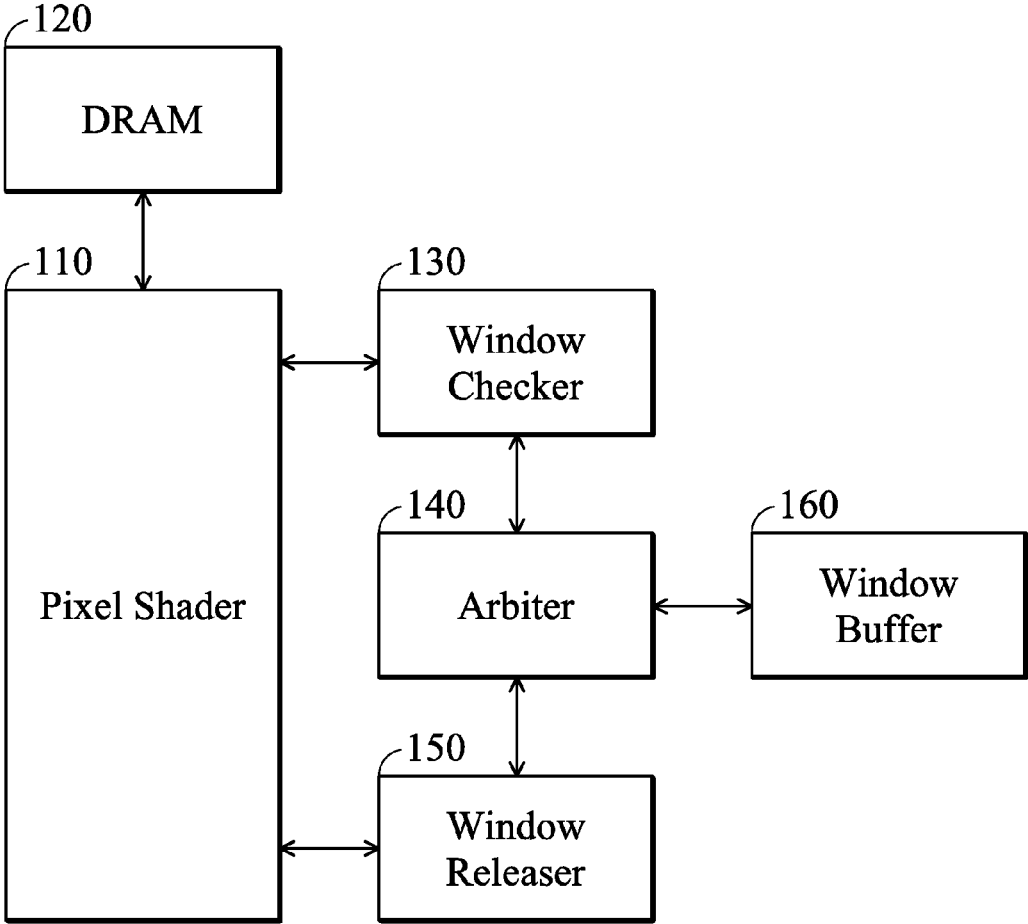 120
DRAM
110
130
Window
Checker
140
160
Pixel Shader
Arbiter
Window
Buffer
150
Window
Releaser